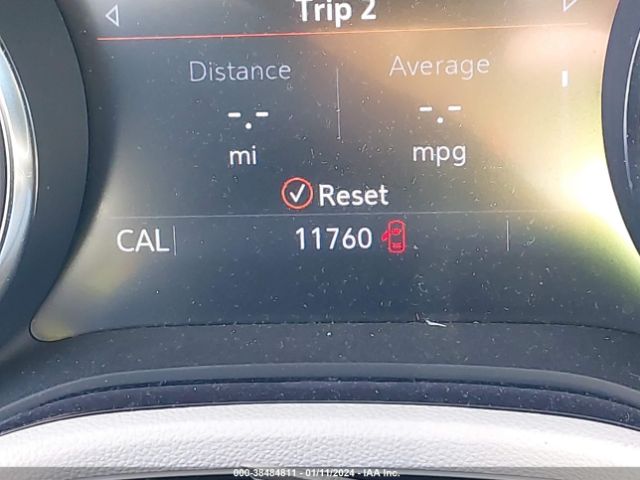 Trip 2
Distance Average
-.- -.-
mi mpg
Reset
CAL 11760
000-38484811 - 01/11/2024 - IAA Inc.